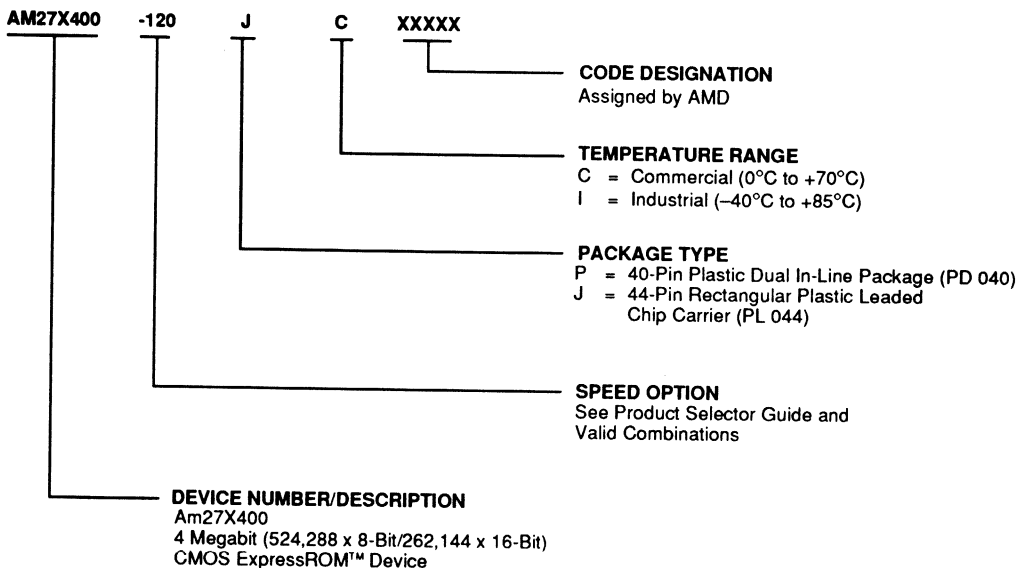 AM27X400 -120 J C XXXXX
CODE DESIGNATION
Assigned by AMD
TEMPERATURE RANGE
C = Commercial (0°C to +70°C)
I = Industrial (–40°C to +85°C)
PACKAGE TYPE
P = 40-Pin Plastic Dual In-Line Package (PD 040)
J = 44-Pin Rectangular Plastic Leaded
Chip Carrier (PL 044)
SPEED OPTION
See Product Selector Guide and
Valid Combinations
DEVICE NUMBER/DESCRIPTION
Am27X400
4 Megabit (524,288 x 8-Bit/262,144 x 16-Bit)
CMOS ExpressROM™ Device